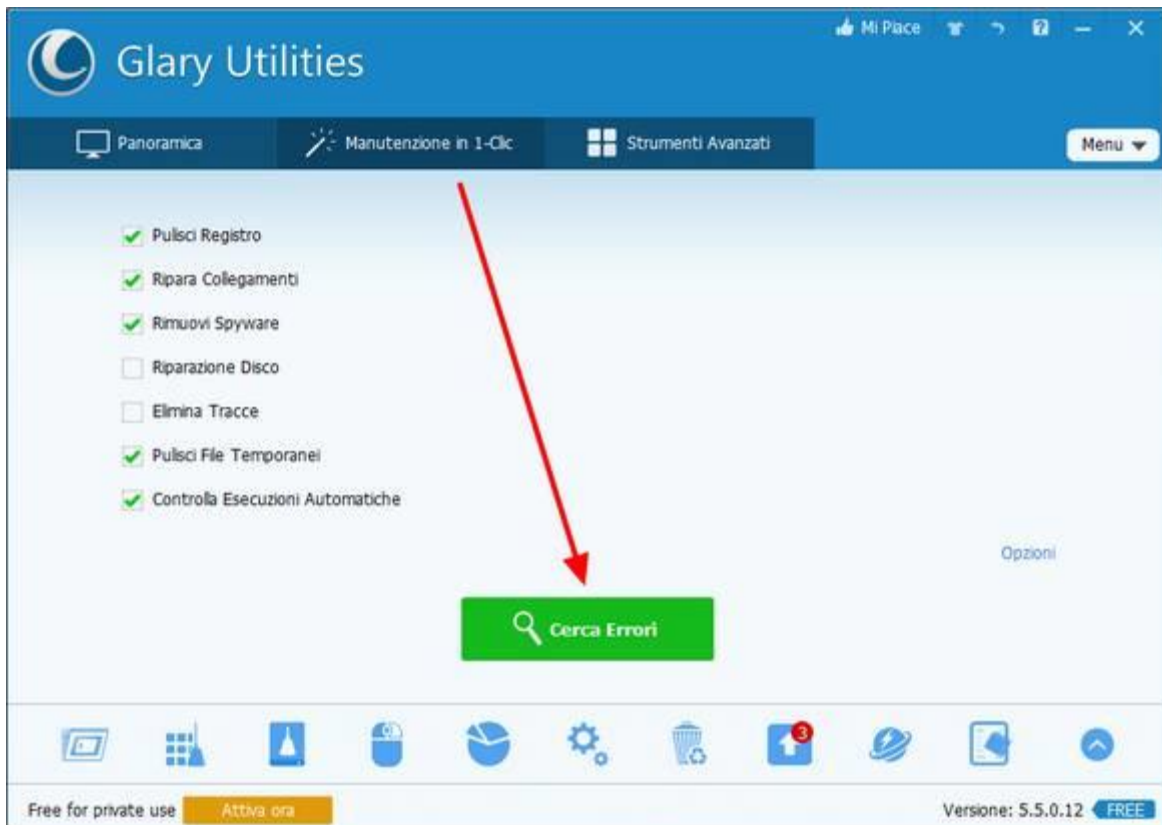 Mi Piace
Glary Utilities
Panoramica
Manutenzione in 1-Clic
Strumenti Avanzati
Menu
Pulisci Registro
Ripara Collegamenti
Rimuovi Spyware
Riparazione Disco
Elimina Tracce
Pulisci File Temporanei
Controlla Esecuzioni Automatiche
Opzioni
Cerca Errori
3
Free for private use
Attiva ora
Versione: 5.5.0.12
FREE